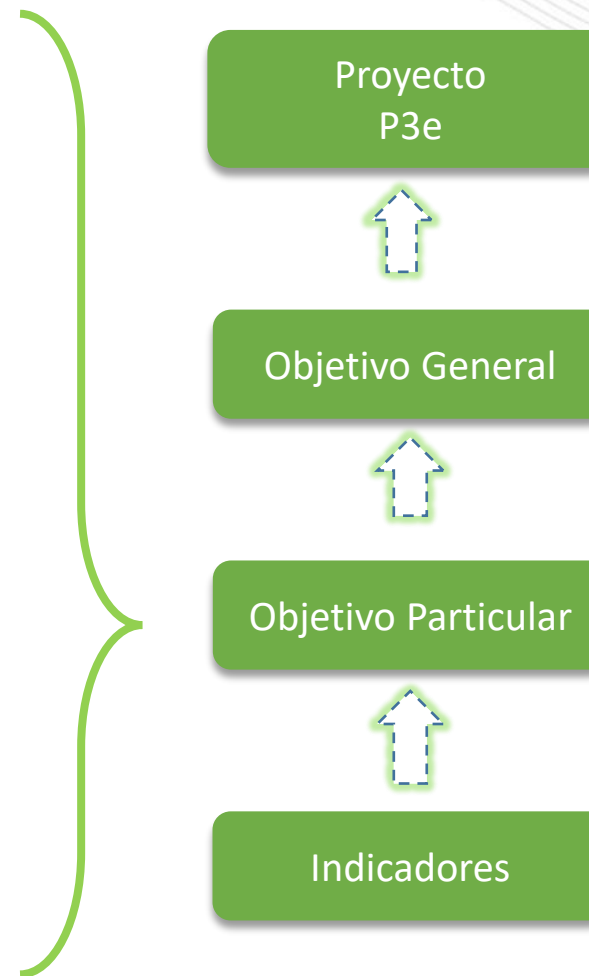 Proyecto
P3e
Objetivo General
Objetivo Particular
Indicadores